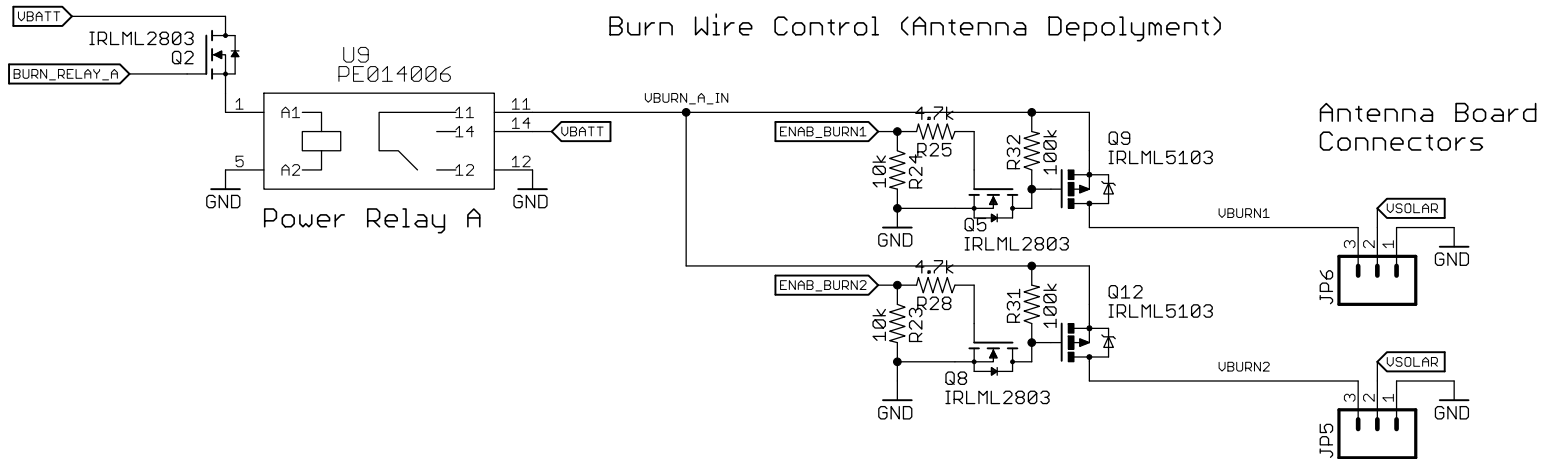 Burn Wire Control (Antenna Depolyment)
VBATT
IRLML2803
Q2
BURN_RELAY_A
U9
PE014006
1
A1
5
A2
11
11
14
14
VBATT
12
12
GND
GND
Power Relay A
VBURN_A_IN
ENAB_BURN1
4.7k
R25
10k
R24
R32
100k
Q9
IRLML5103
GND
Q5
IRLML2803
VBURN1
Antenna Board
Connectors
VSOLAR
3
2
1
GND
JP6
ENAB_BURN2
4.7k
R28
10k
R23
R31
100k
Q12
IRLML5103
GND
Q8
IRLML2803
VBURN2
VSOLAR
3
2
1
GND
JP5